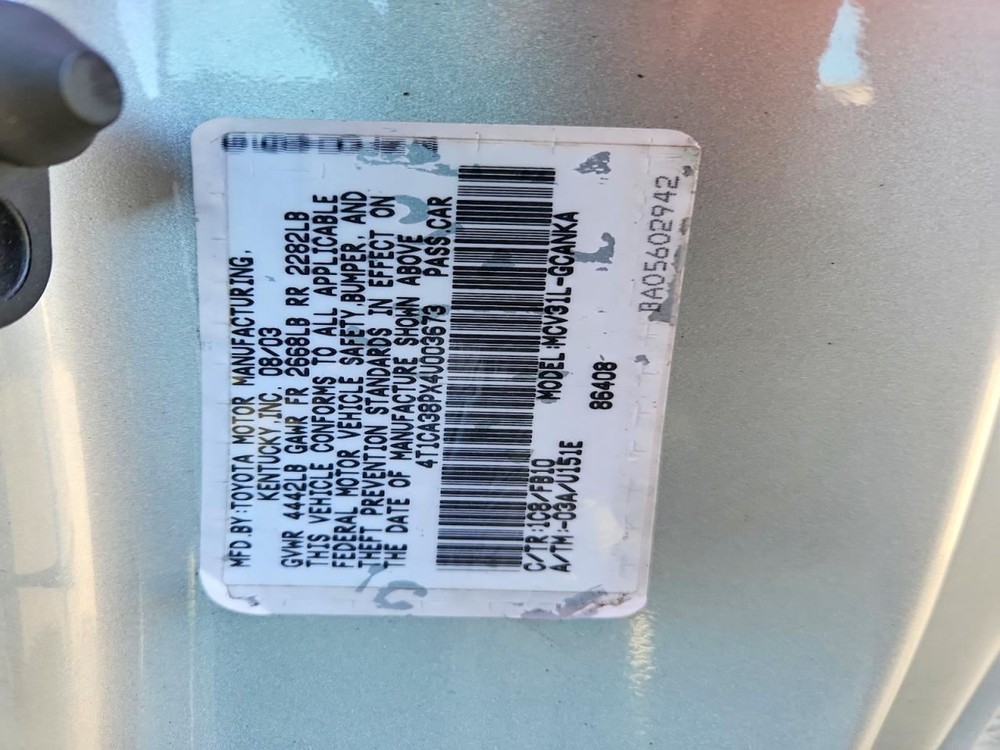 MFD.BY:TOYOTA MOTOR MANUFACTURING,
KENTUCKY,INC. 08/03
GVWR 4442LB GAWR FR 2668LB RR 2282LB
THIS VEHICLE CONFORMS TO ALL APPLICABLE
FEDERAL MOTOR VEHICLE SAFETY,BUMPER, AND
THEFT PREVENTION STANDARDS IN EFFECT ON
THE DATE OF MANUFACTURE SHOWN ABOVE
4T1CA38PX4U003673 PASS.CAR
C/TR:1C8/FB10 MODEL:MCV31L-GCANKA
A/TM:-03A/U151E
86408
BA05602942